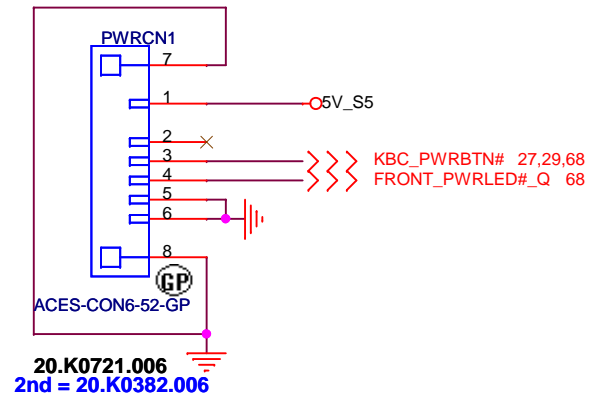 PWRCN1
7
1
5V_S5
2
3
KBC_PWRBTN# 27,29,68
4
FRONT_PWRLED#_Q 68
5
6
8
GP
ACES-CON6-52-GP
20.K0721.006
2nd = 20.K0382.006